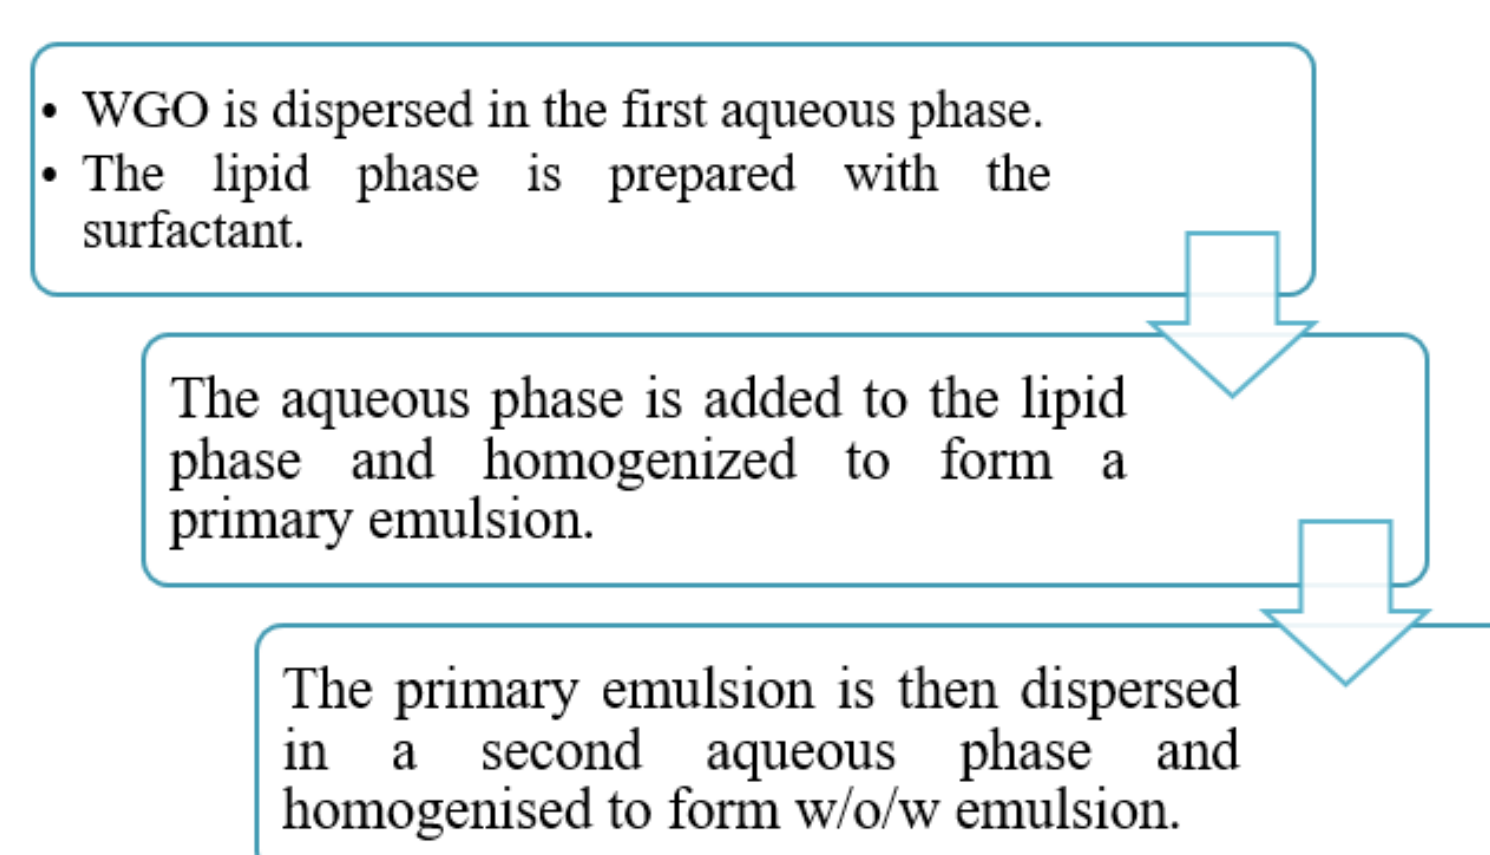 • WGO is dispersed in the first aqueous phase.
• The lipid phase is prepared with the
surfactant.
The aqueous phase is added to the lipid
phase and homogenized to form a
primary emulsion.
The primary emulsion is then dispersed
in a second aqueous phase and
homogenised to form w/o/w emulsion.